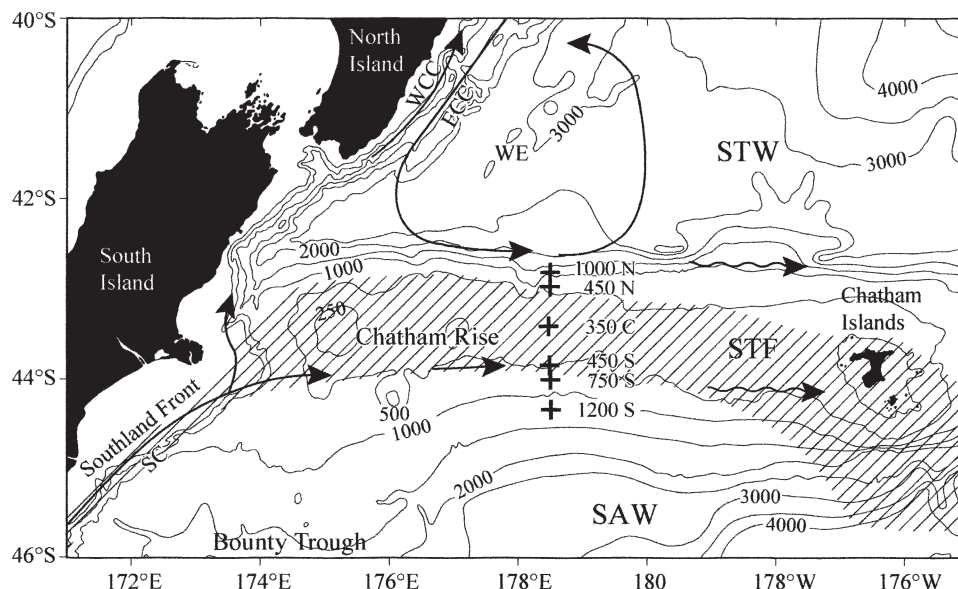 40°S
North
Island
4000
WCC
ECC
3000
WE
STW
3000
42°S
South
Island
2000
1000
1000 N
450 N
250
Chatham Rise
350 C
Chatham
Islands
STF
450 S
44°S
750 S
500
1200 S
Southland Front
1000
SC
2000
3000
SAW
4000
Bounty Trough
46°S
172°E
174°E
176°E
178°E
180
178°W
176°W